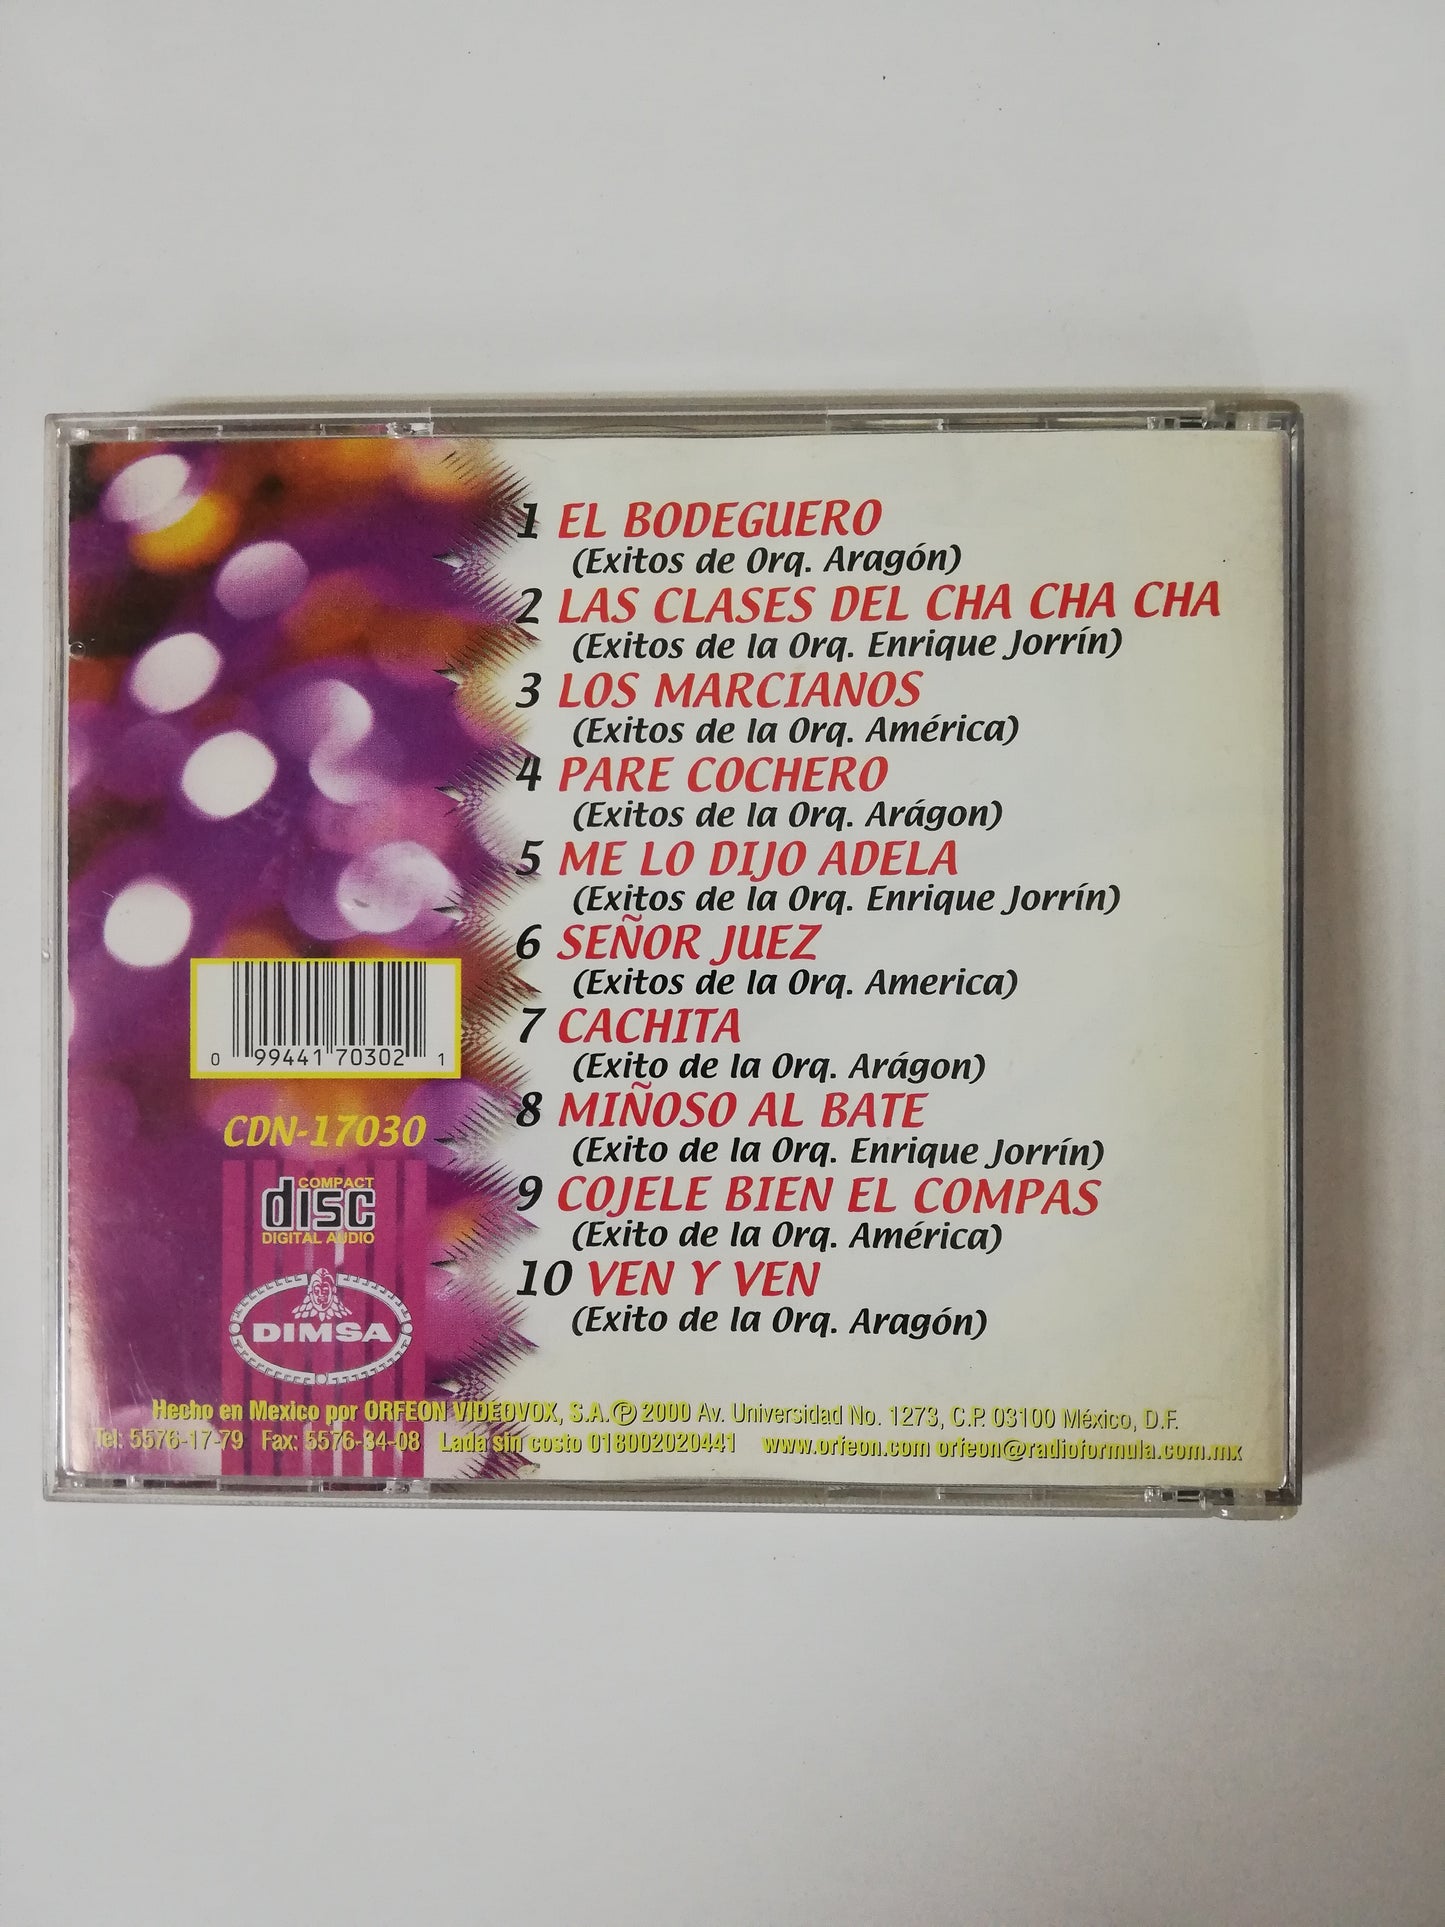 1 EL BODEGUERO
(Exitos de Orq. Aragón)
2 LAS CLASES DEL CHA CHA CHA
(Exitos de la Orq. Enrique Jorrín)
3 LOS MARCIANOS
(Exitos de la Orq. América)
4 PARE COCHERO
(Exitos de la Orq. Arágon)
5 ME LO DIJO ADELA
(Exitos de la Orq. Enrique Jorrín)
6 SEÑOR JUEZ
(Exitos de la Orq. America)
7 CACHITA
(Exito de la Orq. Arágon)
8 MIÑOSO AL BATE
(Exito de la Orq. Enrique Jorrín)
9 COJELE BIEN EL COMPAS
(Exito de la Orq. América)
10 VEN Y VEN
(Exito de la Orq. Aragón)
0 99441 70302 1
CDN-17030
COMPACT
disc
DIGITAL AUDIO
DIMSA
Hecho en Mexico por ORFEON VIDEOVOX, S.A. ℗ 2000 Av. Universidad No. 1273, C.P. 03100 México, D.F.
Tel: 5576-17-79 Fax: 5576-84-08 Lada sin costo 018002020441 www.orfeon.com orfeon@radioformula.com.mx